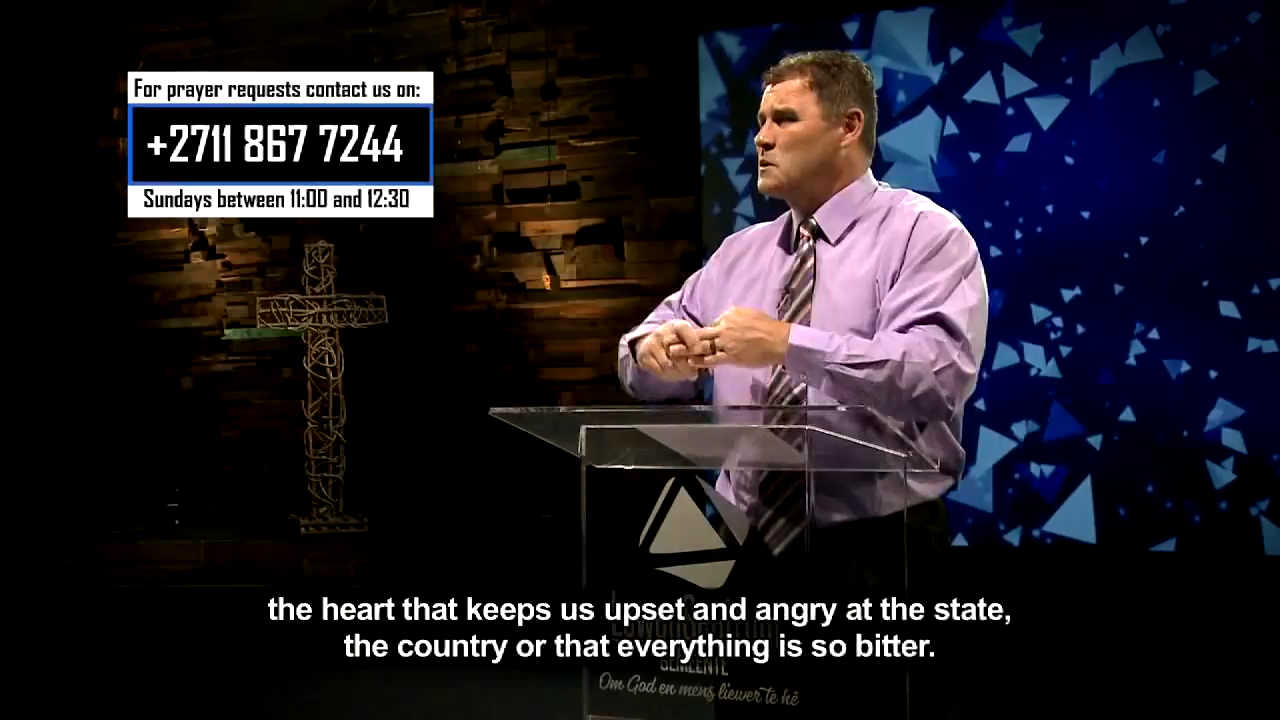 For prayer requests contact us on:
+2711 867 7244
Sundays between 11:00 and 12:30
the heart that keeps us upset and angry at the state,
the country or that everything is so bitter.
GEMEENTE
Om God en mens liewer te hê